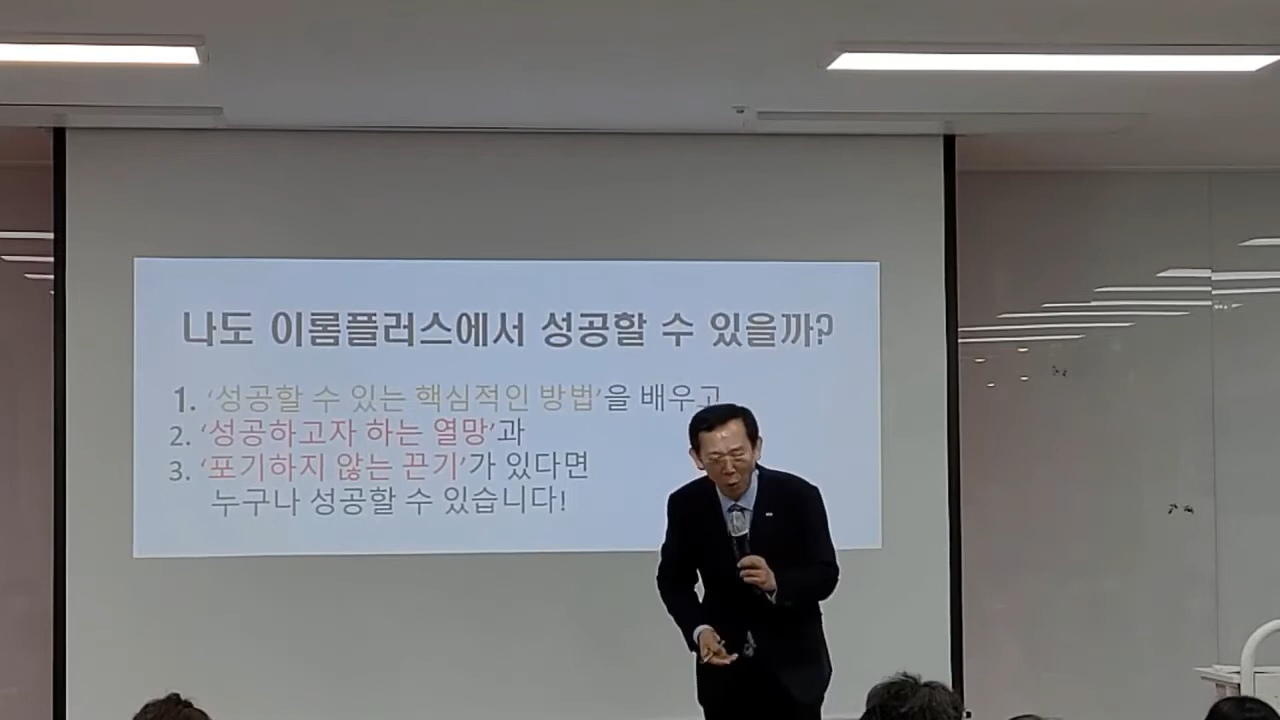 나도 이롬플러스에서 성공할 수 있을까?
1. ‘성공할 수 있는 핵심적인 방법’을 배우고
2. ‘성공하고자 하는 열망’과
3. ‘포기하지 않는 끈기’가 있다면
누구나 성공할 수 있습니다!